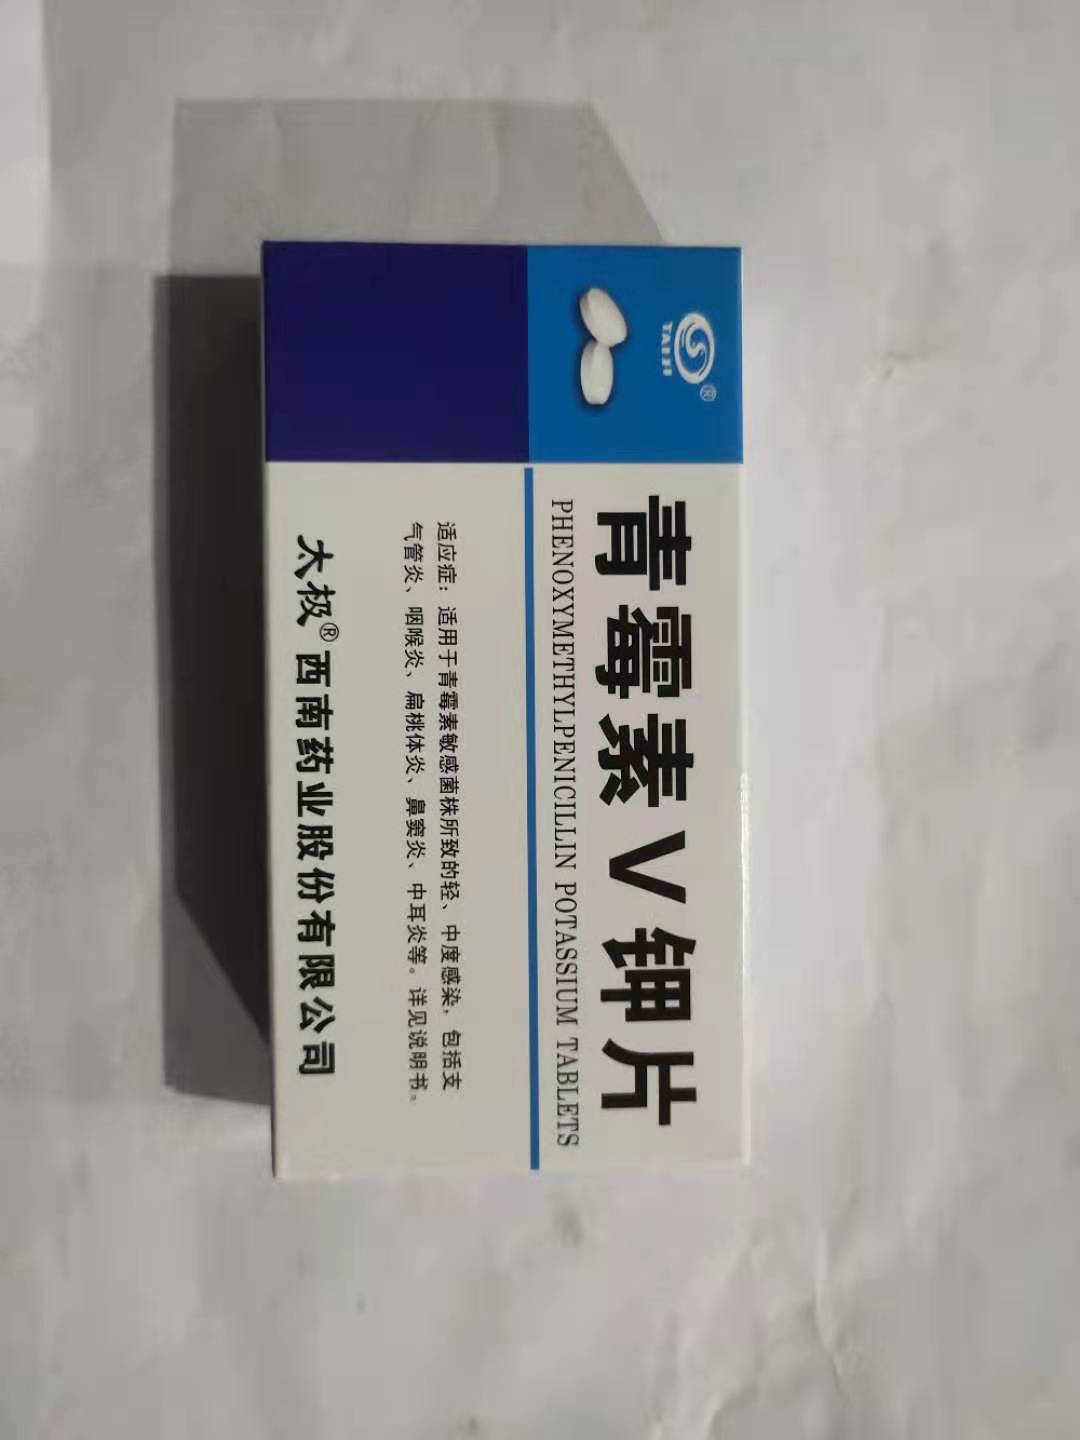 TAIJI®
青霉素V钾片
PHENOXYMETHYLPENICILLIN POTASSIUM TABLETS
适应症：适用于青霉素敏感菌株所致的轻、中度感染，包括支
气管炎、咽喉炎、扁桃体炎、鼻窦炎、中耳炎等。详见说明书。
太极®西南药业股份有限公司